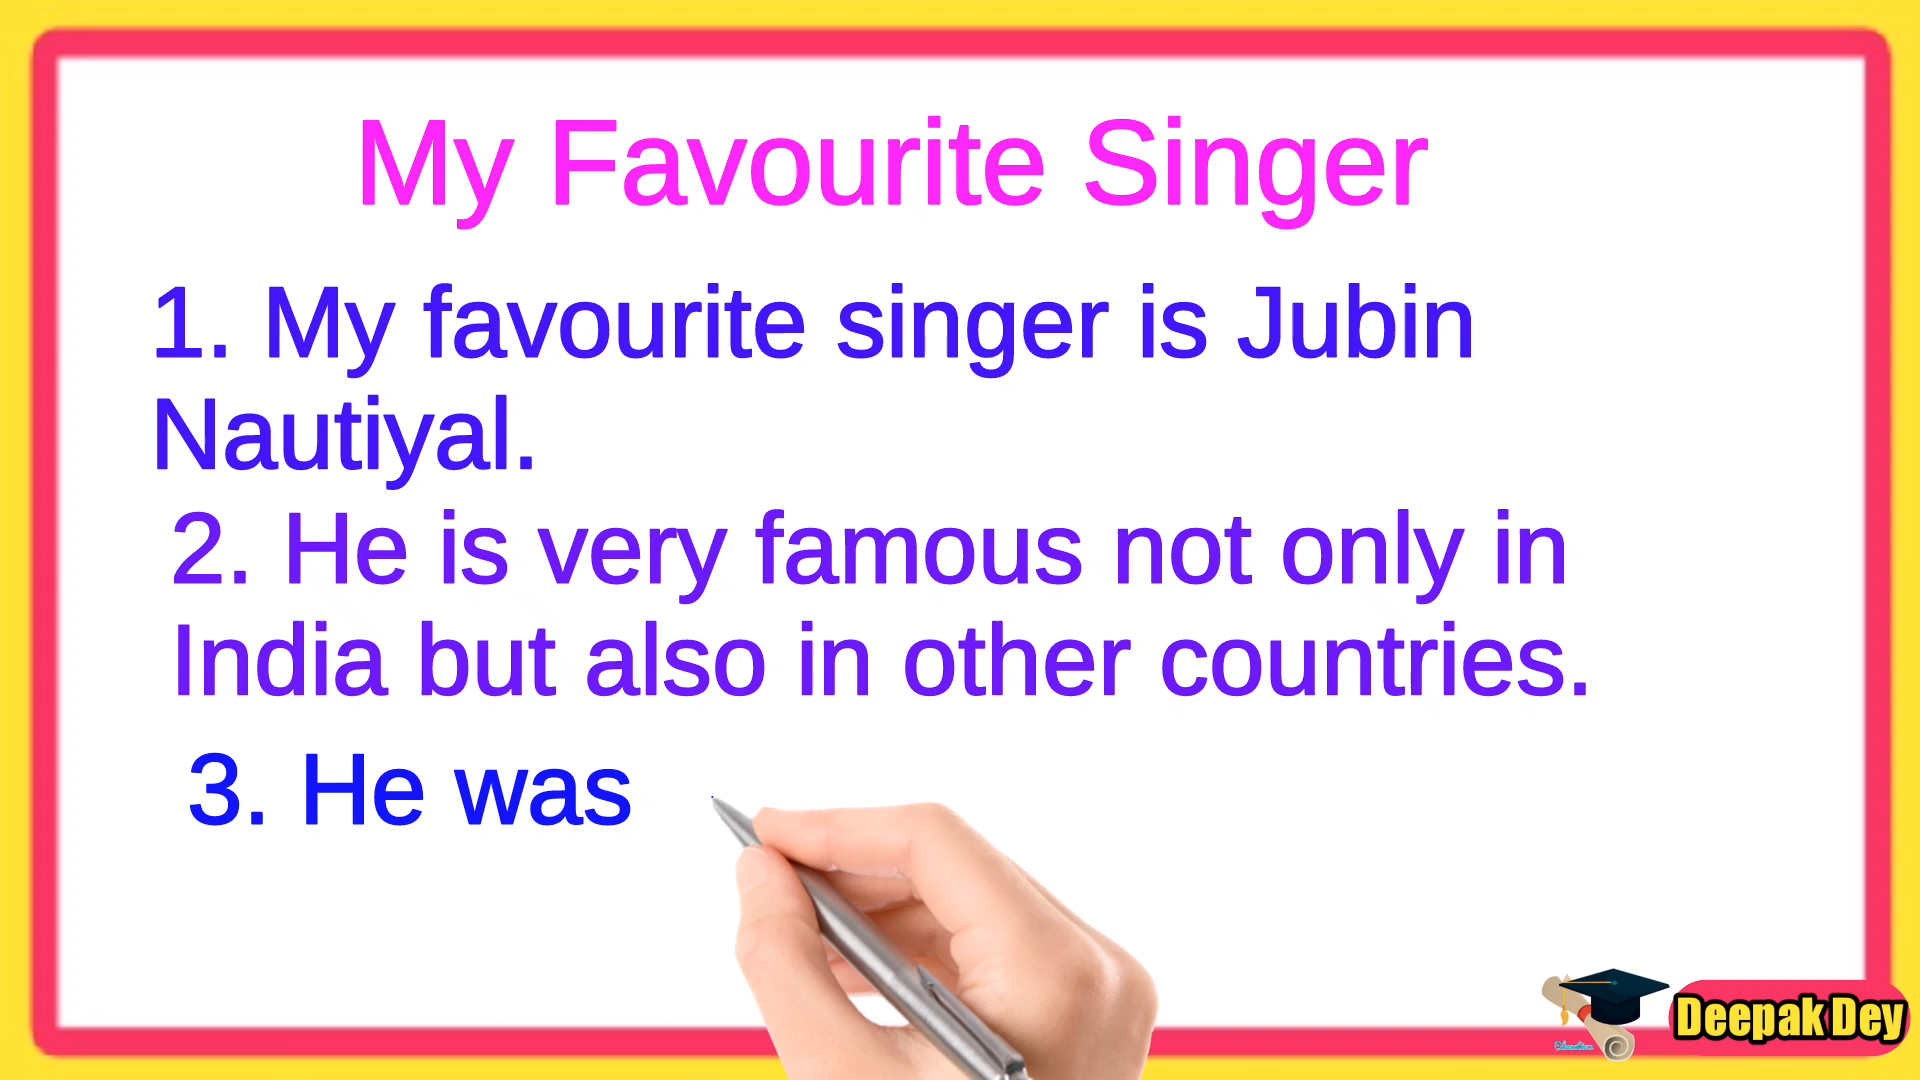 My Favourite Singer
1. My favourite singer is Jubin
Nautiyal.
2. He is very famous not only in
India but also in other countries.
3. He was
Deepak Dey